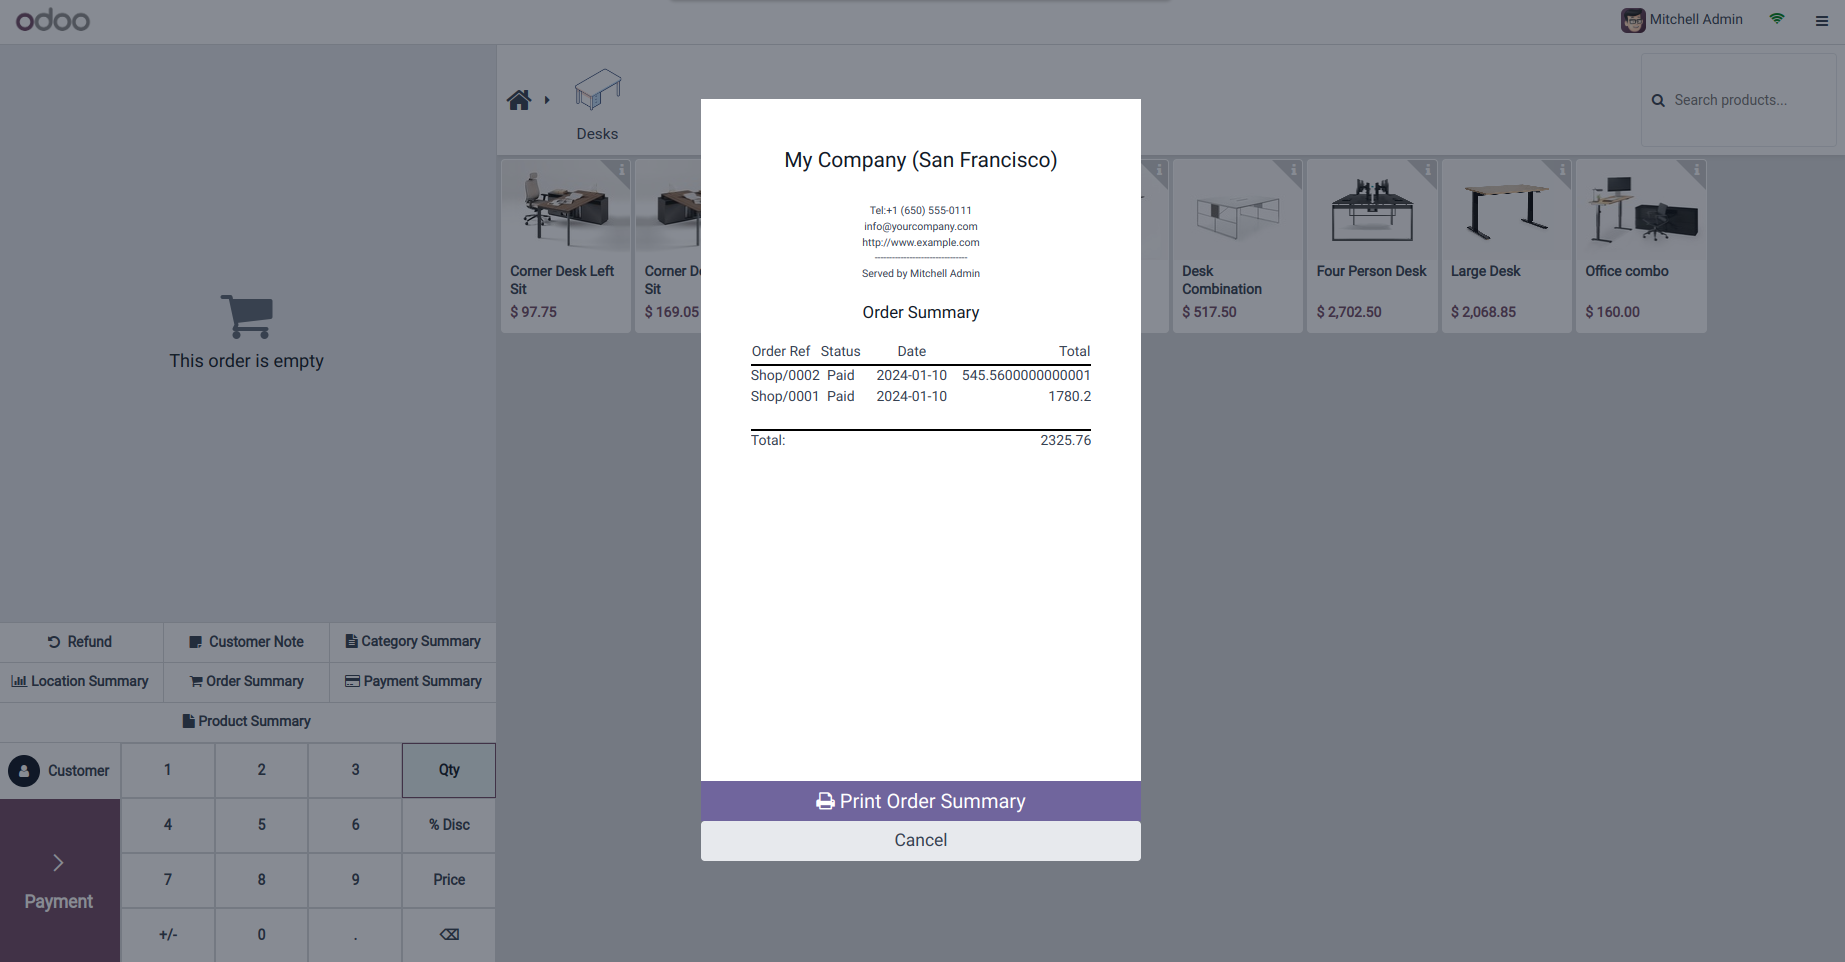 odoo
Mitchell Admin
Desks
Search products...
Corner Desk Left
Sit
$ 97.75
Corner D
Sit
$ 169.05
Desk
Combination
$ 517.50
Four Person Desk
$ 2,702.50
Large Desk
$ 2,068.85
Office combo
$ 160.00
This order is empty
My Company (San Francisco)
Tel:+1 (650) 555-0111
info@yourcompany.com
http://www.example.com
--------------------------------
Served by Mitchell Admin
Order Summary
Order Ref Status Date Total
Shop/0002 Paid 2024-01-10 545.5600000000001
Shop/0001 Paid 2024-01-10 1780.2
Total: 2325.76
Print Order Summary
Cancel
Refund Customer Note Category Summary
Location Summary Order Summary Payment Summary
Product Summary
Customer 1 2 3 Qty
4 5 6 % Disc
7 8 9 Price
Payment
+/- 0 . ⌫